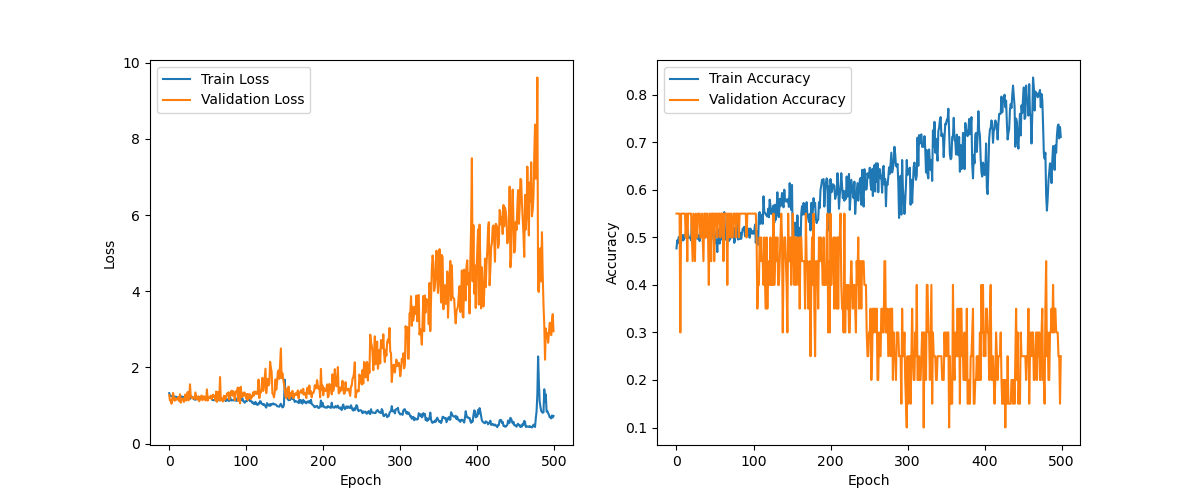 Train Loss
Validation Loss
10
8
6
4
2
0
Loss
0 100 200 300 400 500
Epoch
Train Accuracy
Validation Accuracy
0.8
0.7
0.6
0.5
0.4
0.3
0.2
0.1
Accuracy
0 100 200 300 400 500
Epoch